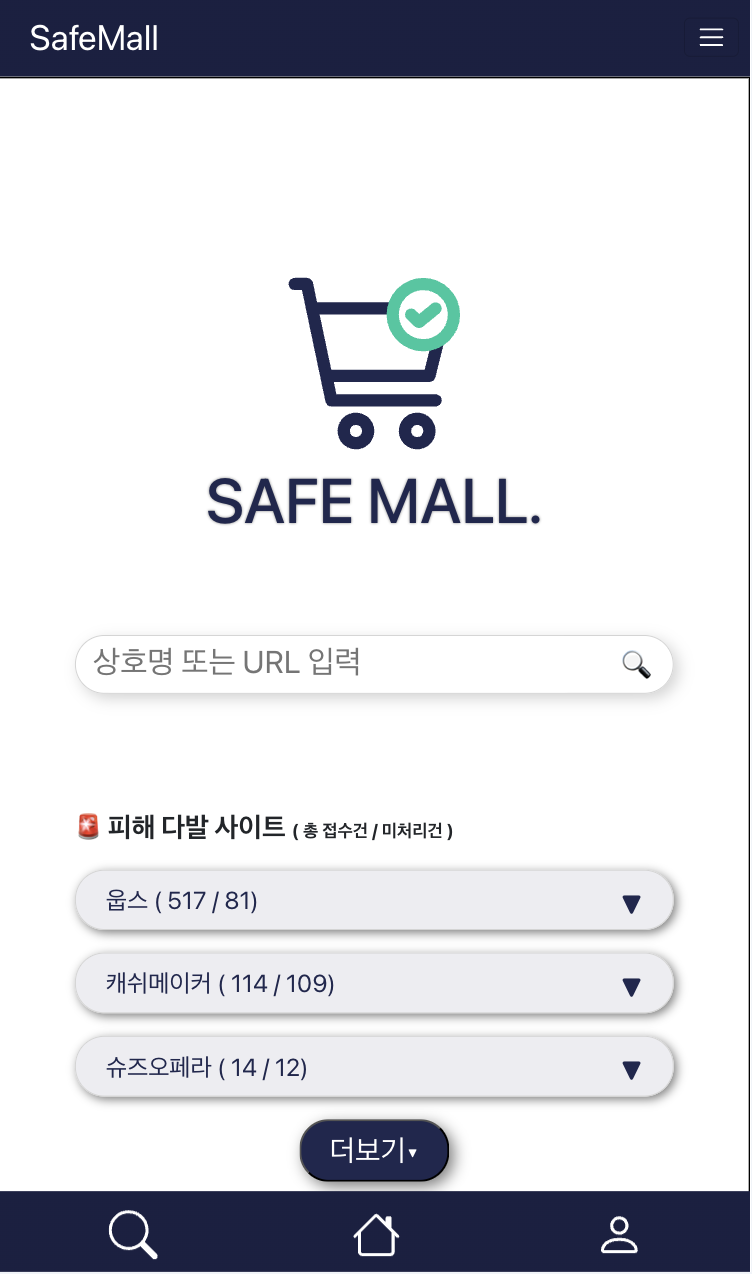 SafeMall
SAFE MALL.
상호명 또는 URL 입력
피해 다발 사이트 ( 총 접수건 / 미처리건 )
웁스 ( 517 / 81)
캐쉬메이커 ( 114 / 109)
슈즈오페라 ( 14 / 12)
더보기▾